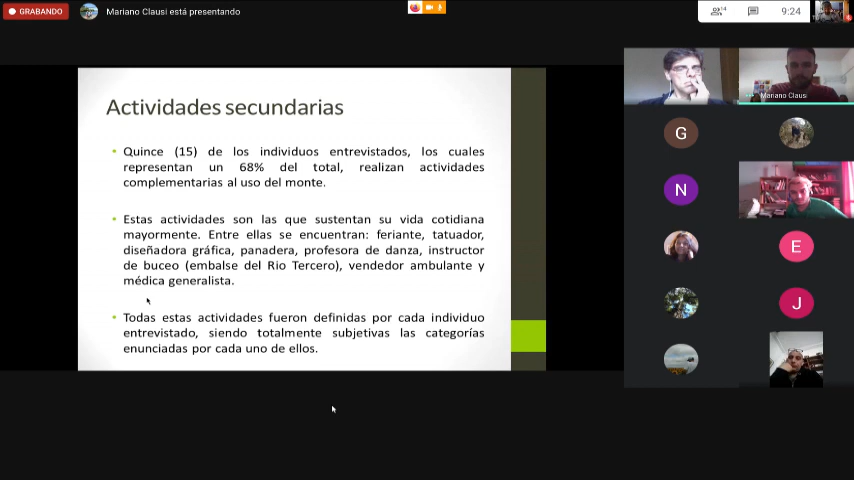 GRABANDO
Mariano Clausi está presentando
14
9:24
Actividades secundarias
• Quince (15) de los individuos entrevistados, los cuales
representan un 68% del total, realizan actividades
complementarias al uso del monte.
• Estas actividades son las que sustentan su vida cotidiana
mayormente. Entre ellas se encuentran: feriante, tatuador,
diseñadora gráfica, panadera, profesora de danza, instructor
de buceo (embalse del Rio Tercero), vendedor ambulante y
médica generalista.
• Todas estas actividades fueron definidas por cada individuo
entrevistado, siendo totalmente subjetivas las categorías
enunciadas por cada uno de ellos.
Mariano Clausi
G
N
E
J